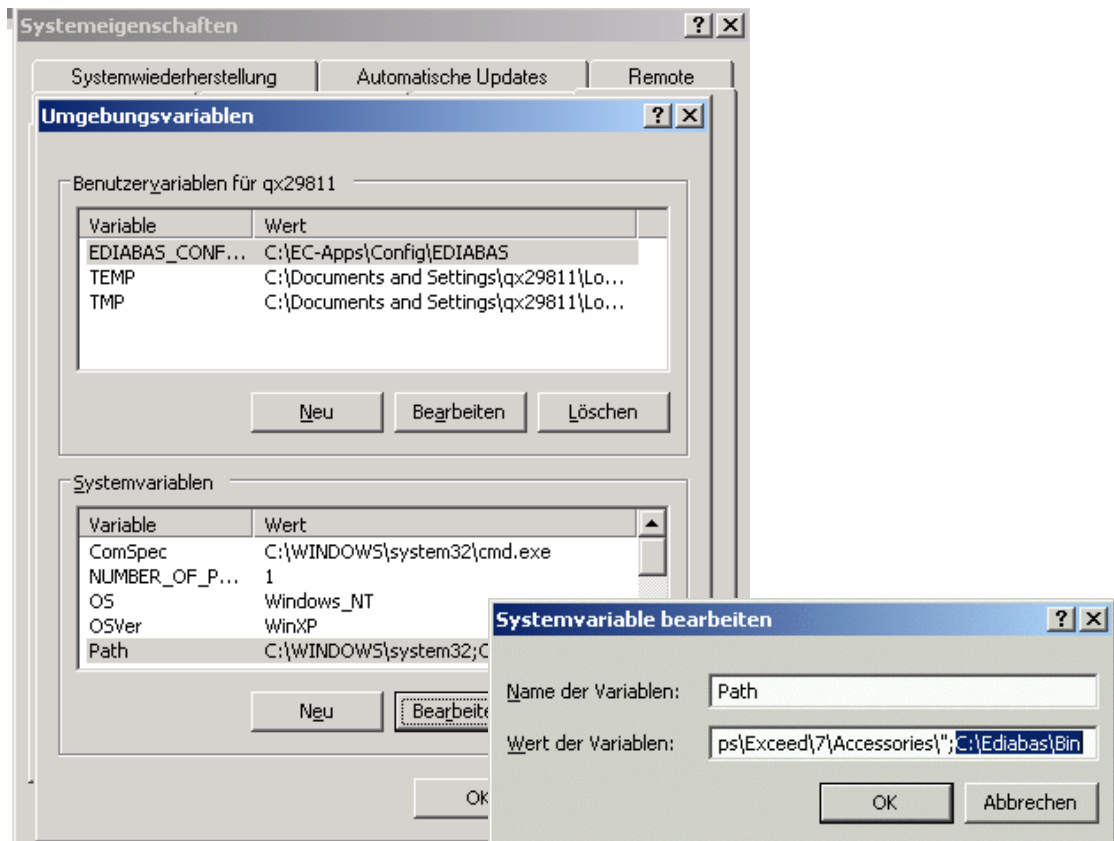 Systemeigenschaften
Systemwiederherstellung Automatische Updates Remote
Umgebungsvariablen
Benutzervariablen für qx29811
Variable Wert
EDIABAS_CONF... C:\EC-Apps\Config\EDIABAS
TEMP C:\Documents and Settings\qx29811\Lo...
TMP C:\Documents and Settings\qx29811\Lo...
Neu Bearbeiten Löschen
Systemvariablen
Variable Wert
ComSpec C:\WINDOWS\system32\cmd.exe
NUMBER_OF_P... 1
OS Windows_NT
OSVer WinXP
Path C:\WINDOWS\system32;C
Neu Bearbeite
OK
Systemvariable bearbeiten
Name der Variablen: Path
Wert der Variablen: ps\Exceed\7\Accessories\";C:\Ediabas\Bin
OK Abbrechen